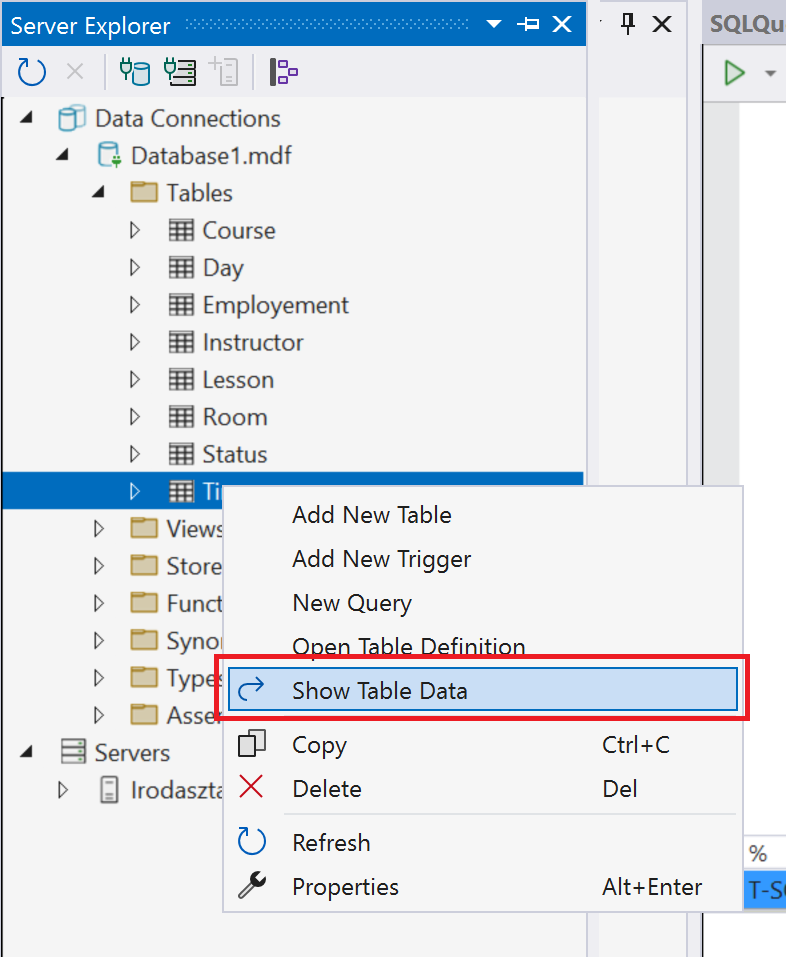 Server Explorer
SQLQu
Data Connections
Database1.mdf
Tables
Course
Day
Employement
Instructor
Lesson
Room
Status
Ti
Views
Store
Funct
Synon
Types
Asser
Servers
Irodaszta
Add New Table
Add New Trigger
New Query
Open Table Definition
Show Table Data
Copy Ctrl+C
Delete Del
Refresh
Properties Alt+Enter
%
T-S